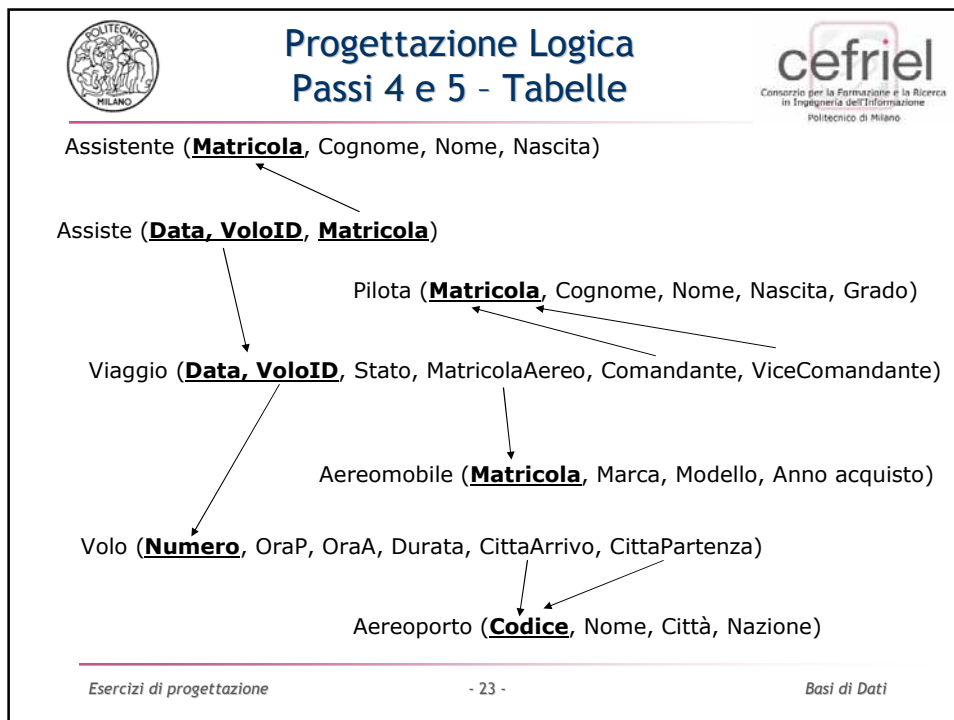 POLITECNICO
MILANO
Progettazione Logica
Passi 4 e 5 – Tabelle
cefriel
Consorzio per la Formazione e la Ricerca
in Ingegneria dell'Informazione
Politecnico di Milano
Assistente (Matricola, Cognome, Nome, Nascita)
Assiste (Data, VoloID, Matricola)
Pilota (Matricola, Cognome, Nome, Nascita, Grado)
Viaggio (Data, VoloID, Stato, MatricolaAereo, Comandante, ViceComandante)
Aereomobile (Matricola, Marca, Modello, Anno acquisto)
Volo (Numero, OraP, OraA, Durata, CittaArrivo, CittaPartenza)
Aereoporto (Codice, Nome, Città, Nazione)
Esercizi di progettazione - 23 - Basi di Dati